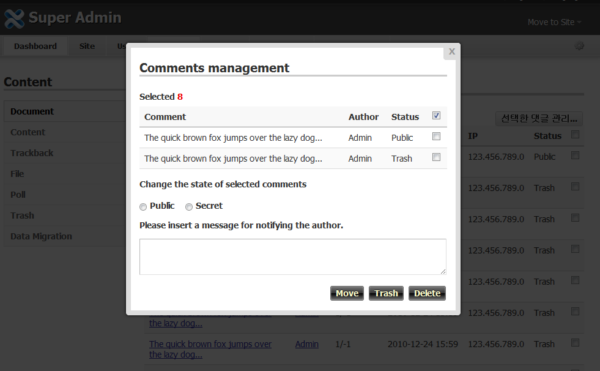 Super Admin
Move to Site
Dashboard Site
Content
Document
Content
Trackback
File
Poll
Trash
Data Migration
X
Comments management
Selected 8
Comment Author Status
The quick brown fox jumps over the lazy dog... Admin Public
The quick brown fox jumps over the lazy dog... Admin Trash
Change the state of selected comments
Public Secret
Please insert a message for notifying the author.
Move Trash Delete
선택한 댓글 관리...
IP Status
123.456.789.0 Public
123.456.789.0 Trash
123.456.789.0 Trash
123.456.789.0 Trash
123.456.789.0 Trash
123.456.789.0 Trash
the lazy dog... Admin 1/-1 123.456.789.0 Trash
The quick brown fox jumps over
the lazy dog... Admin 1/-1 2010-12-24 15:59 123.456.789.0 Trash